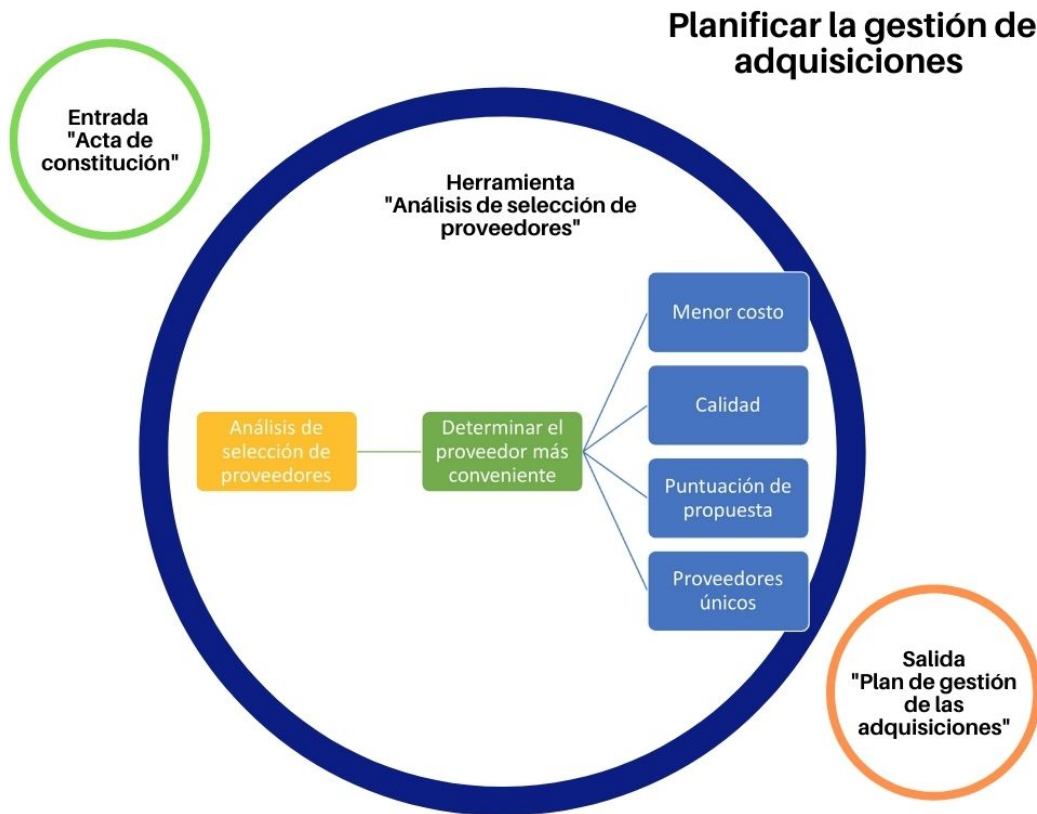 Planificar la gestión de
adquisiciones
Entrada
"Acta de
constitución"
Herramienta
"Análisis de selección de
proveedores"
Análisis de
selección de
proveedores
Determinar el
proveedor más
conveniente
Menor costo
Calidad
Puntuación de
propuesta
Proveedores
únicos
Salida
"Plan de gestión
de las
adquisiciones"